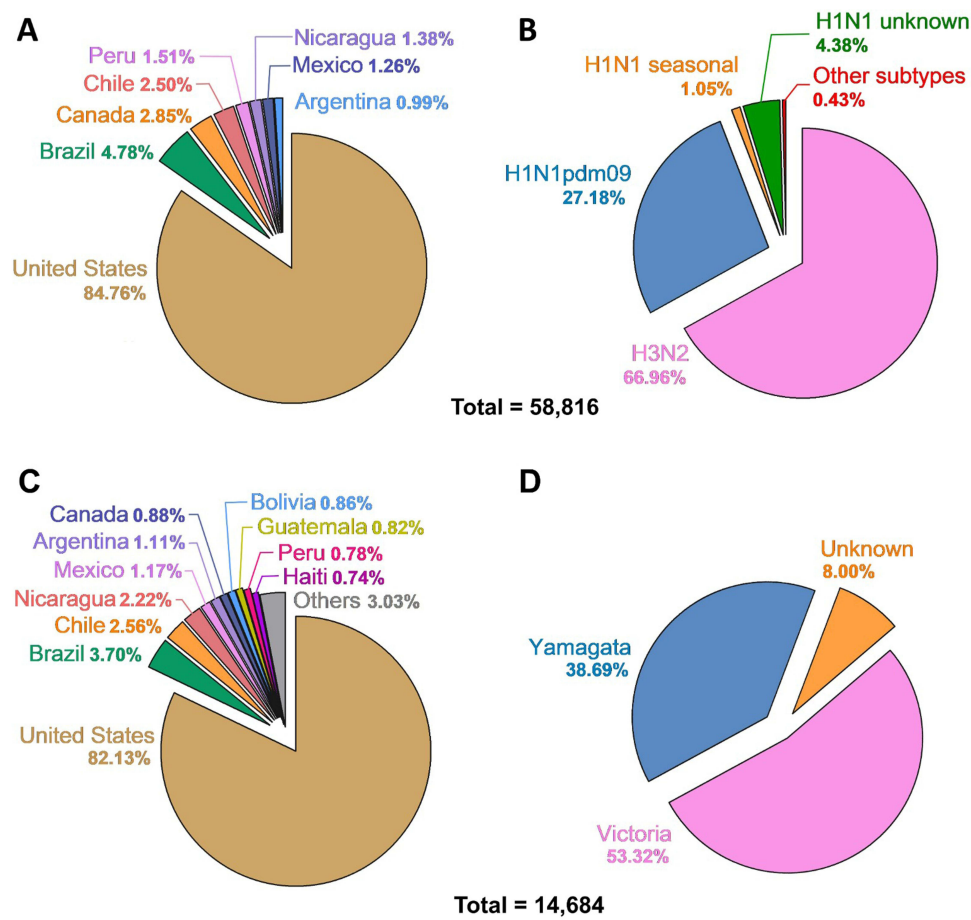 A
Nicaragua 1.38%
Peru 1.51%
Mexico 1.26%
Chile 2.50%
Argentina 0.99%
Canada 2.85%
Brazil 4.78%
United States
84.76%
B
H1N1 unknown
4.38%
H1N1 seasonal
1.05%
Other subtypes
0.43%
H1N1pdm09
27.18%
H3N2
66.96%
Total = 58,816
C
Bolivia 0.86%
Canada 0.88%
Guatemala 0.82%
Argentina 1.11%
Peru 0.78%
Mexico 1.17%
Haiti 0.74%
Nicaragua 2.22%
Others 3.03%
Chile 2.56%
Brazil 3.70%
United States
82.13%
D
Unknown
8.00%
Yamagata
38.69%
Victoria
53.32%
Total = 14,684